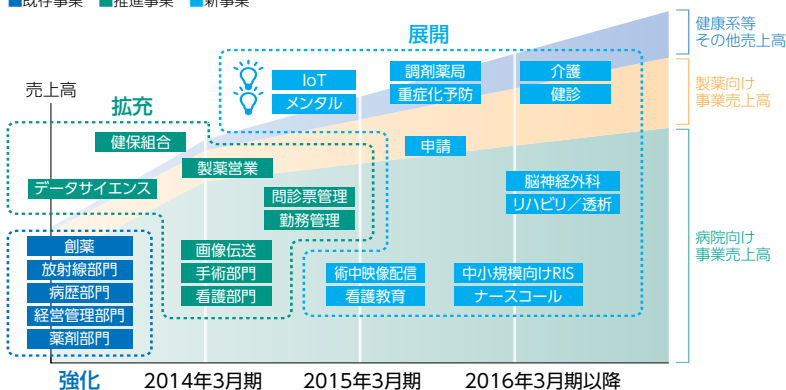 ■既存事業 ■推進事業 ■新事業
展開
健康系等
その他売上高
IoT
メンタル
調剤薬局
重症化予防
介護
健診
製薬向け
事業売上高
売上高
拡充
健保組合
製薬営業
申請
データサイエンス
問診票管理
勤務管理
脳神経外科
リハビリ／透析
病院向け
事業売上高
創薬
放射線部門
病歴部門
経営管理部門
薬剤部門
画像伝送
手術部門
看護部門
術中映像配信
看護教育
中小規模向けRIS
ナースコール
強化
2014年3月期
2015年3月期
2016年3月期以降